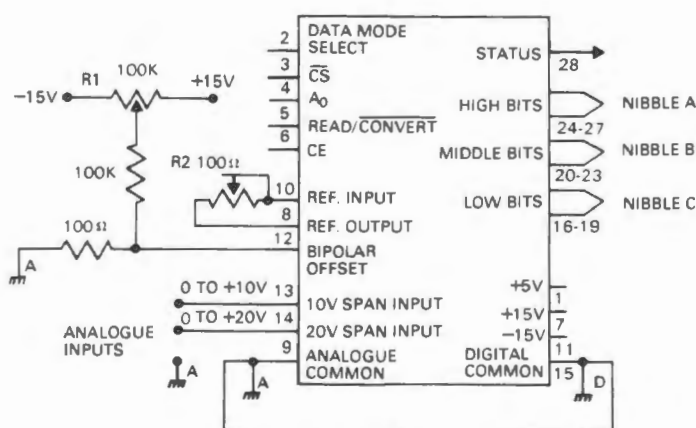 2
DATA MODE
SELECT
STATUS
28
3
CS
4
A0
HIGH BITS
NIBBLE A
24-27
5
READ/CONVERT
6
CE
MIDDLE BITS
NIBBLE B
20-23
R1
100K
-15V
+15V
100K
R2 100Ω
10
REF. INPUT
LOW BITS
NIBBLE C
16-19
8
REF. OUTPUT
100Ω
12
BIPOLAR
OFFSET
A
0 TO +10V
13
10V SPAN INPUT
+5V
1
0 TO +20V
14
20V SPAN INPUT
+15V
7
-15V
ANALOGUE
INPUTS
9
ANALOGUE
COMMON
DIGITAL
COMMON
11
15
A
A
D